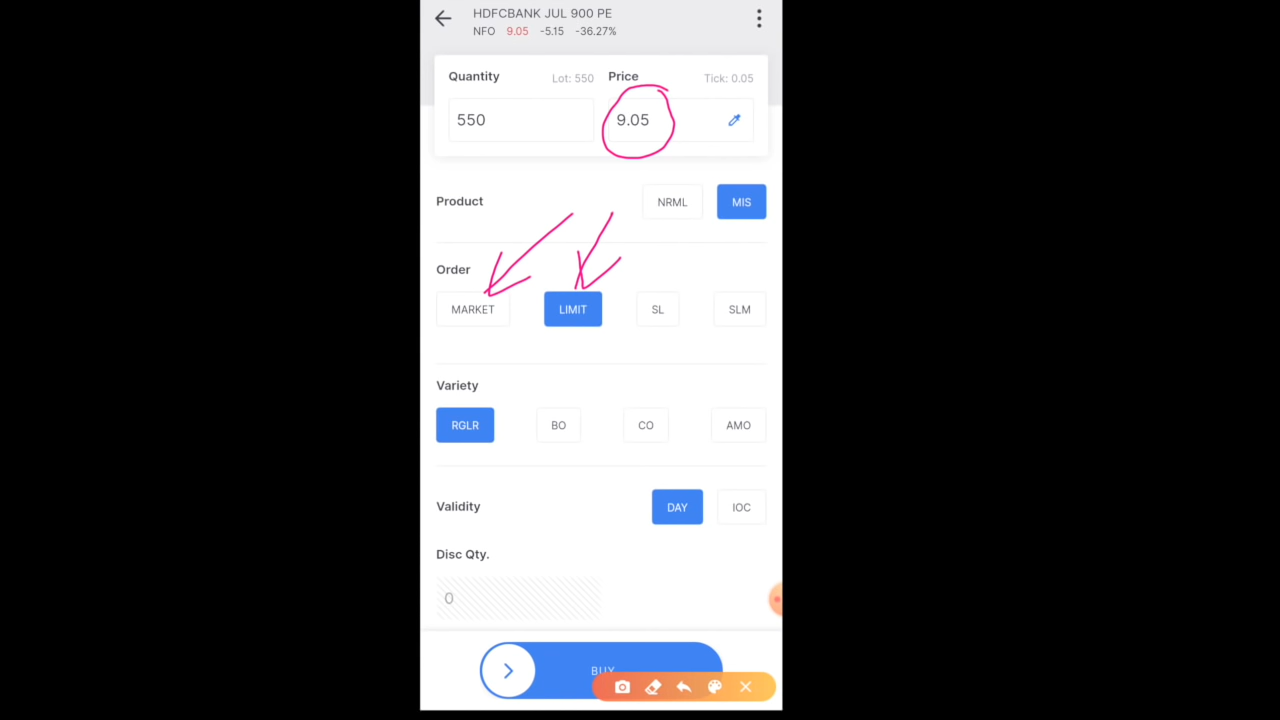 HDFCBANK JUL 900 PE
NFO 9.05 -5.15 -36.27%
Quantity Lot: 550 Price Tick: 0.05
550 9.05
Product NRML MIS
Order
MARKET LIMIT SL SLM
Variety
RGLR BO CO AMO
Validity DAY IOC
Disc Qty.
0
BUY